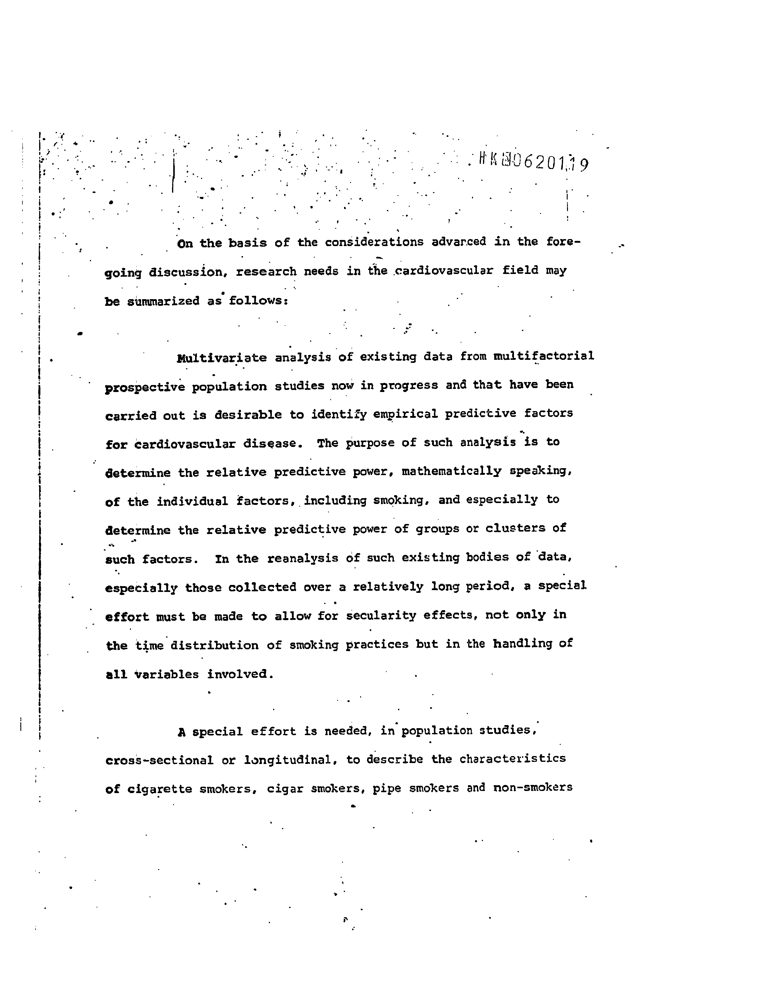 HK00620119
On the basis of the considerations advanced in the fore-
going discussion, research needs in the cardiovascular field may
be summarized as follows:
Multivariate analysis of existing data from multifactorial
prospective population studies now in progress and that have been
carried out is desirable to identify empirical predictive factors
for cardiovascular disease. The purpose of such analysis is to
determine the relative predictive power, mathematically speaking,
of the individual factors, including smoking, and especially to
determine the relative predictive power of groups or clusters of
such factors. In the reanalysis of such existing bodies of data,
especially those collected over a relatively long period, a special
effort must be made to allow for secularity effects, not only in
the time distribution of smoking practices but in the handling of
all variables involved.
A special effort is needed, in population studies,
cross-sectional or longitudinal, to describe the characteristics
of cigarette smokers, cigar smokers, pipe smokers and non-smokers